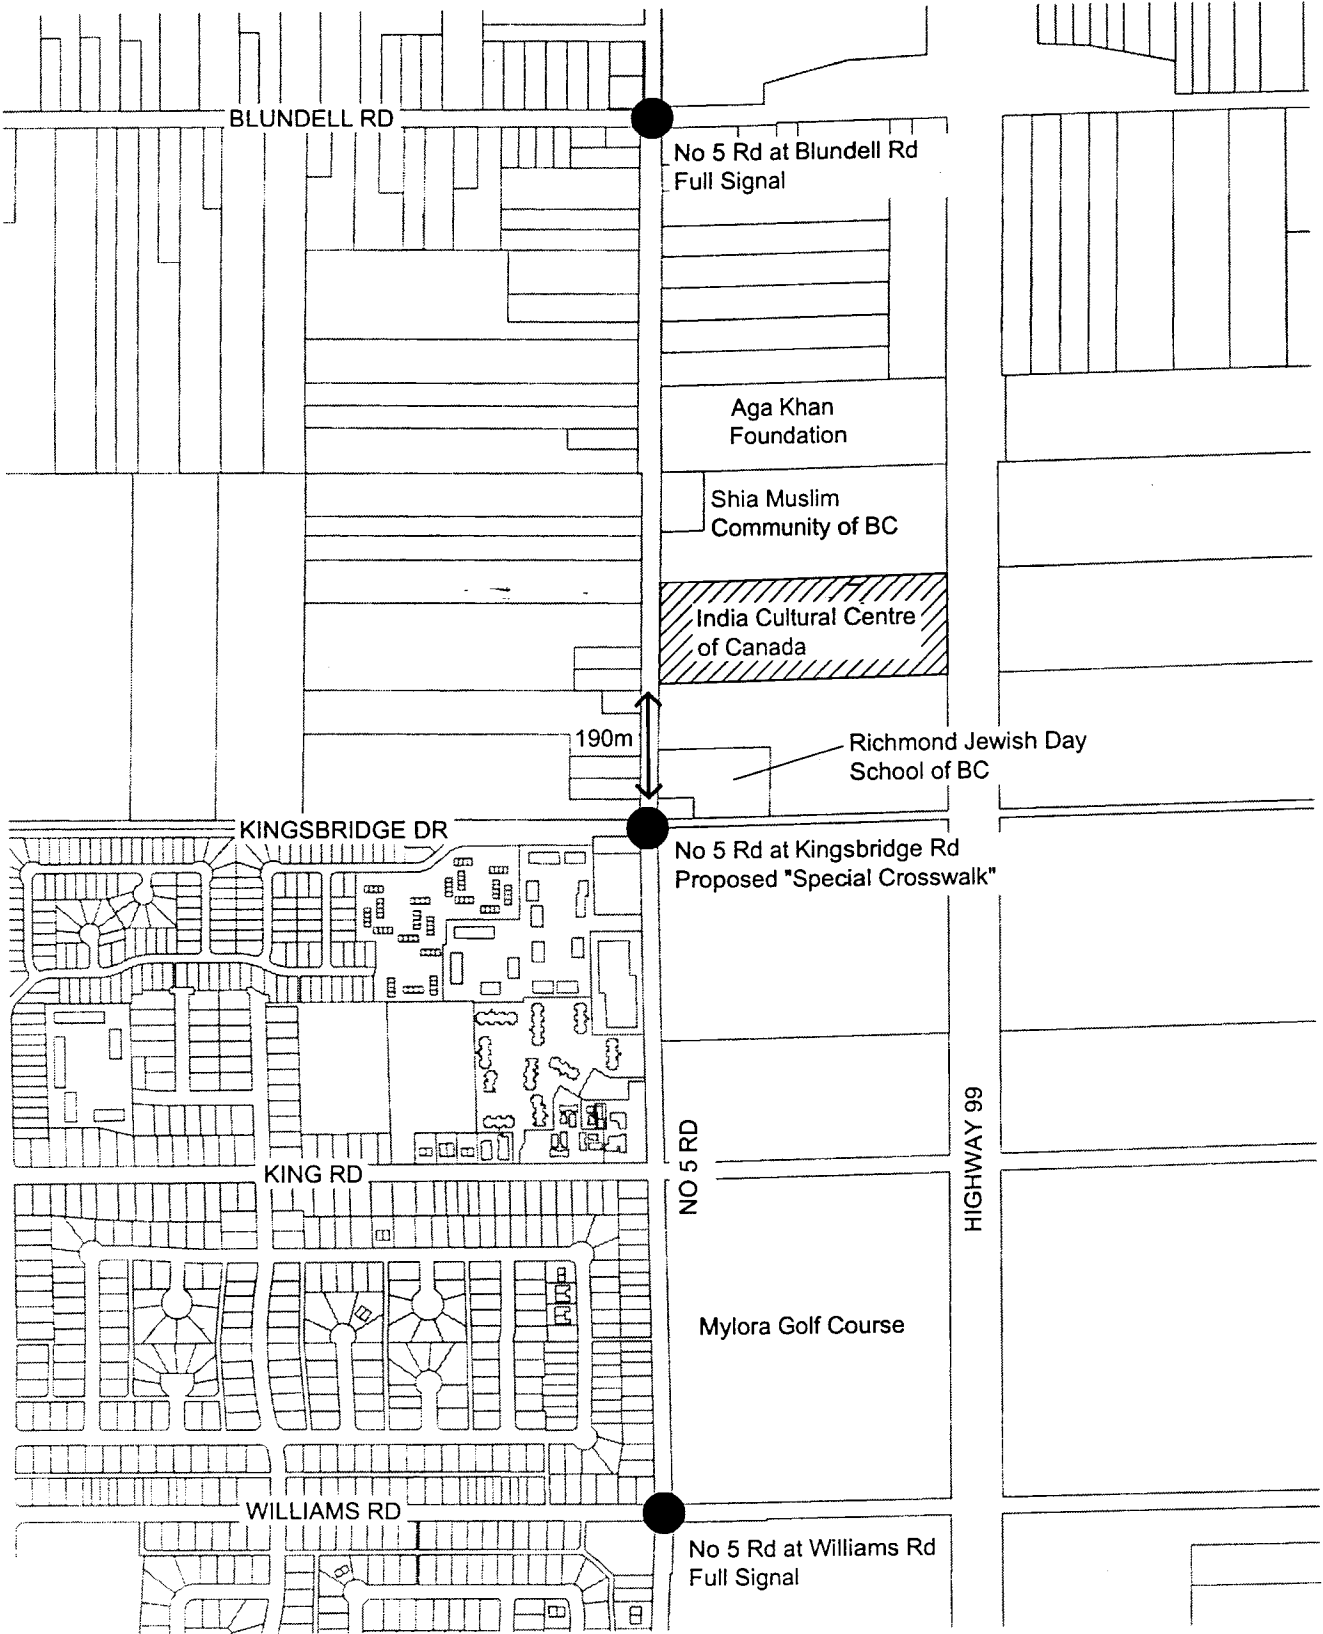 BLUNDELL RD
No 5 Rd at Blundell Rd
Full Signal
Aga Khan
Foundation
Shia Muslim
Community of BC
India Cultural Centre
of Canada
190m
Richmond Jewish Day
School of BC
KINGSBRIDGE DR
No 5 Rd at Kingsbridge Rd
Proposed "Special Crosswalk"
NO 5 RD
HIGHWAY 99
KING RD
Mylora Golf Course
WILLIAMS RD
No 5 Rd at Williams Rd
Full Signal